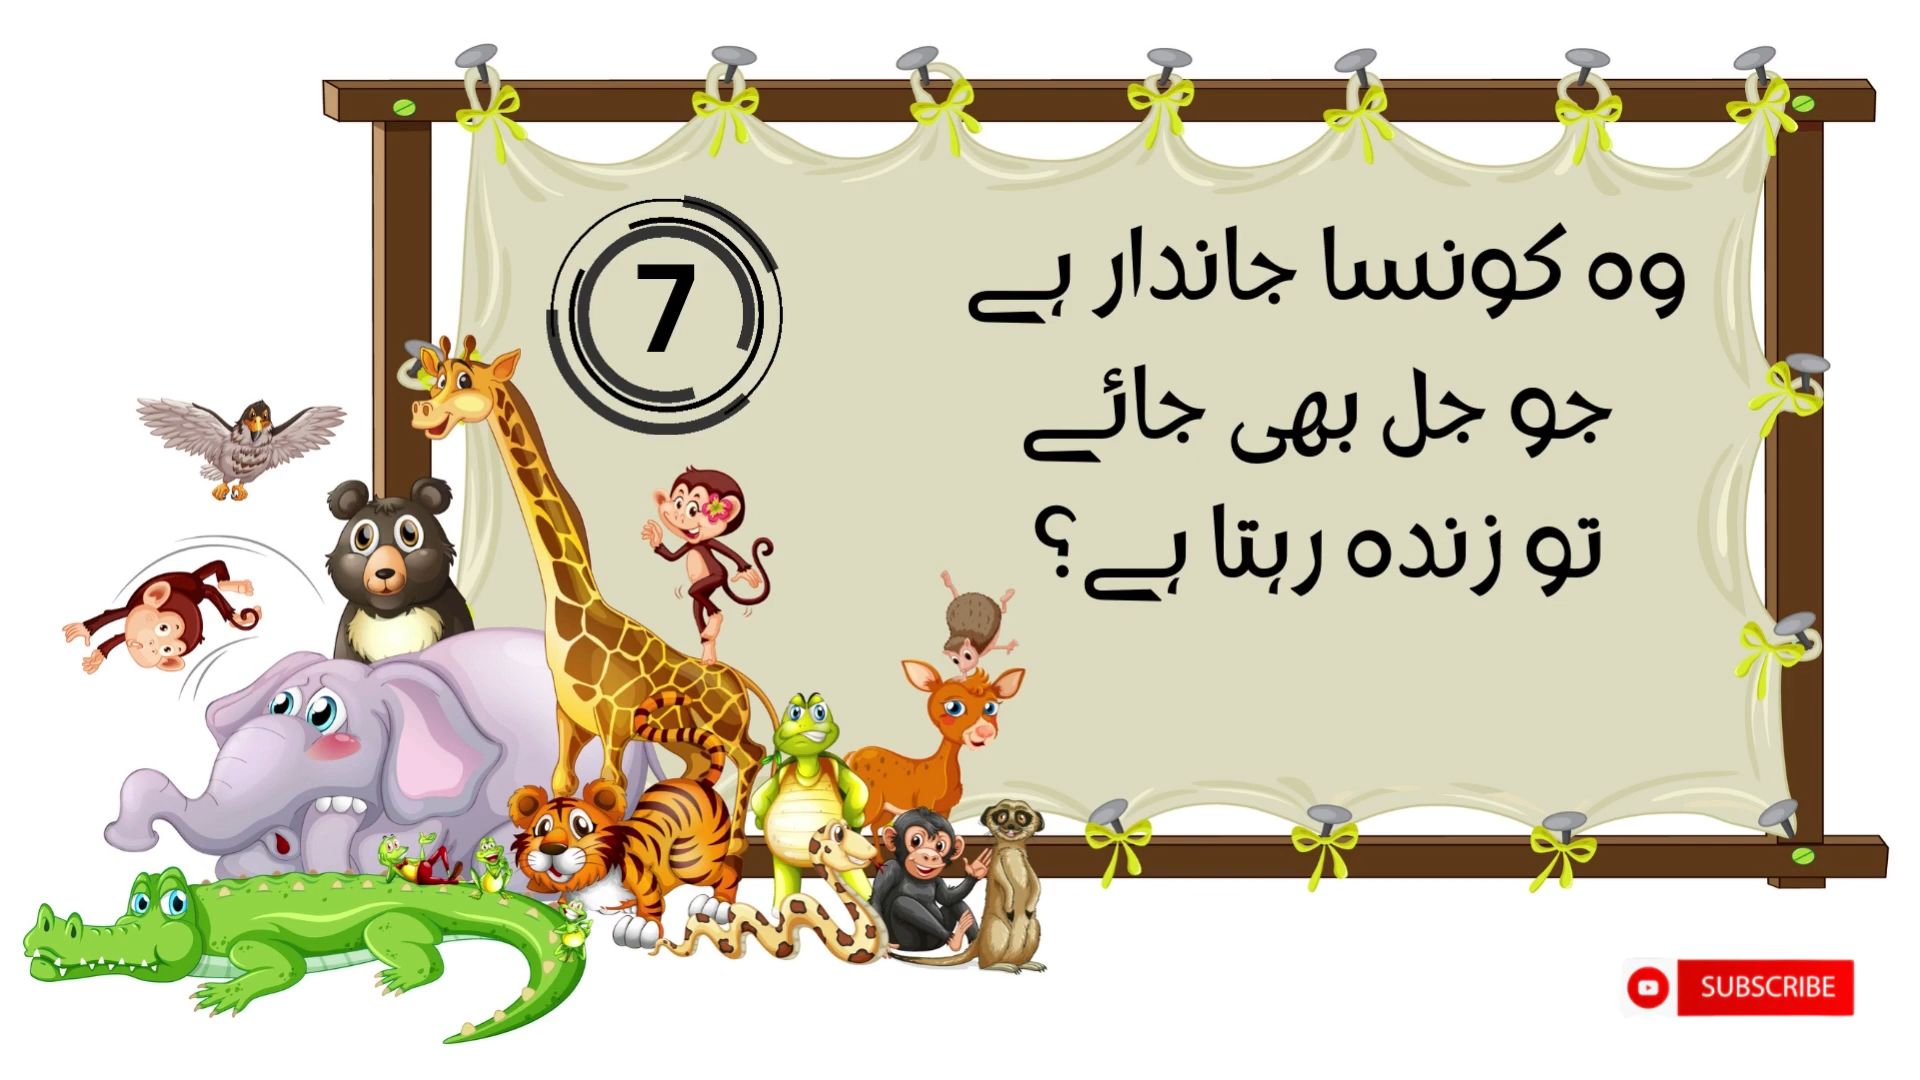 7
وہ کونسا جاندار ہے
جو جل بھی جائے
تو زندہ رہتا ہے؟
SUBSCRIBE